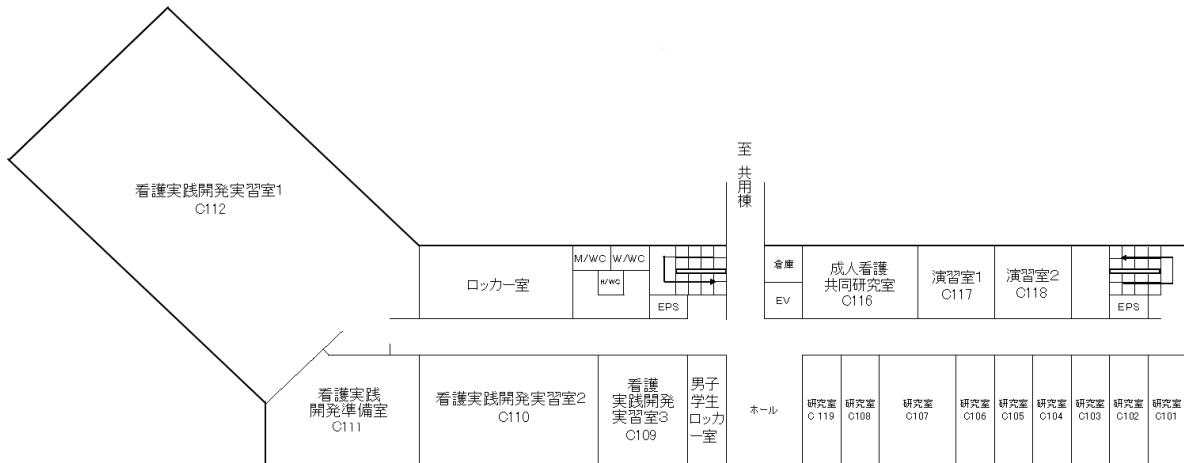 至 共用棟
看護実践開発実習室1
C112
ロッカー室
M/WC
W/WC
H/WC
EPS
倉庫
EV
成人看護
共同研究室
C116
演習室1
C117
演習室2
C118
EPS
看護実践
開発準備室
C111
看護実践開発実習室2
C110
看護
実践開発
実習室3
C109
男子
学生
ロッカ
ー室
ホール
研究室
C 119
研究室
C108
研究室
C107
研究室
C106
研究室
C105
研究室
C104
研究室
C103
研究室
C102
研究室
C101